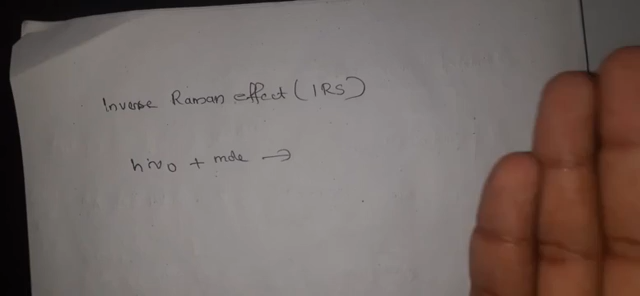 Inverse Raman effect (IRS)
hν₀ + mole →